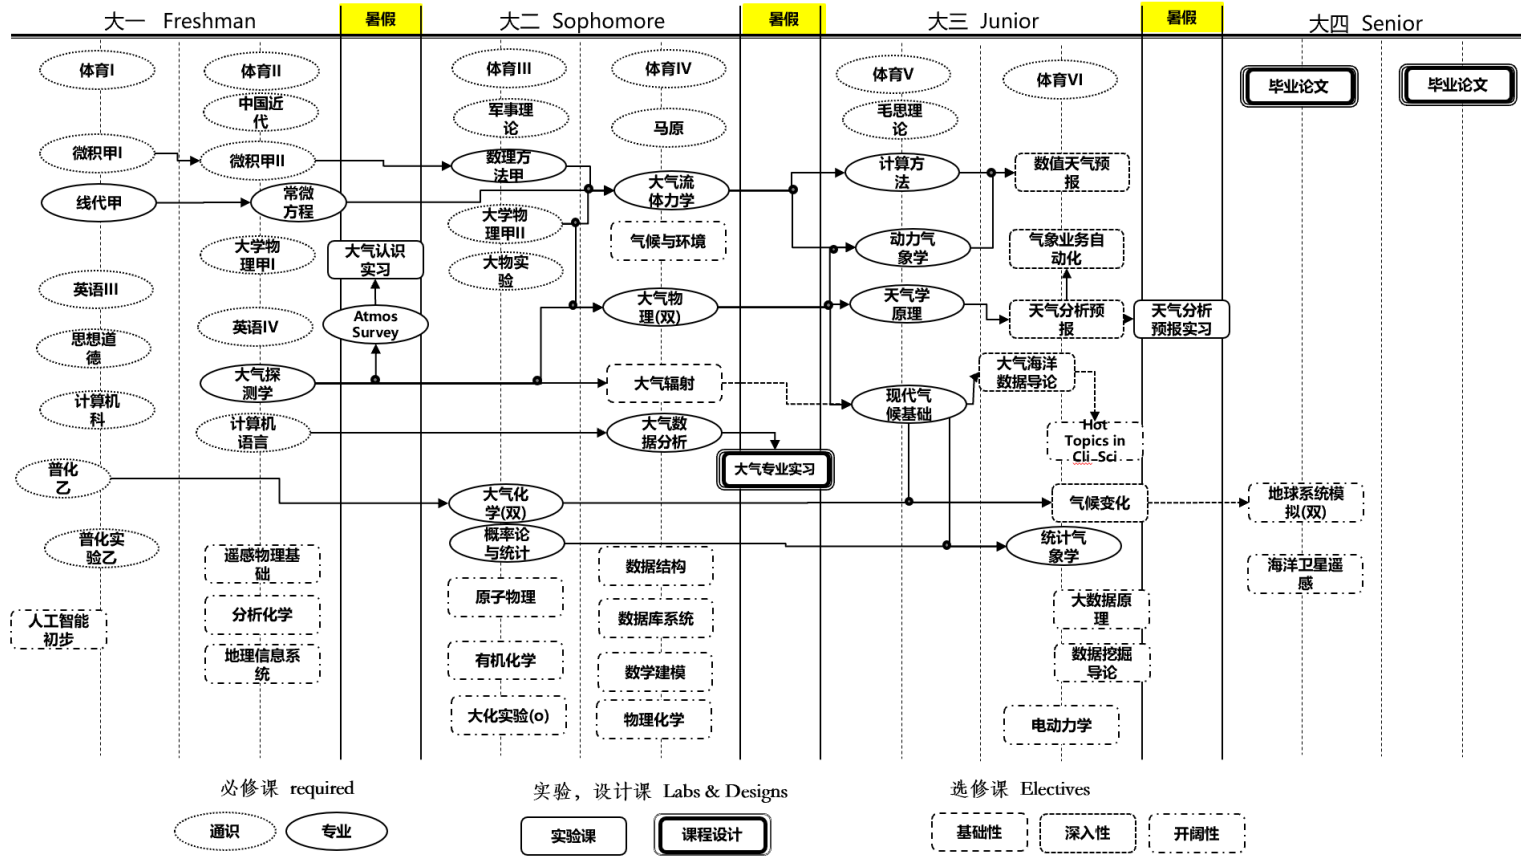 大一 Freshman
暑假
大二 Sophomore
暑假
大三 Junior
暑假
大四 Senior
体育I
体育II
中国近
代
微积甲I
微积甲II
线代甲
常微
方程
大学物
理甲I
大气认识
实习
英语III
英语IV
Atmos
Survey
思想道
德
大气探
测学
计算机
科
计算机
语言
普化
乙
普化实
验乙
遥感物理基
础
人工智能
初步
分析化学
地理信息系
统
体育III
体育IV
军事理
论
马原
数理方
法甲
大气流
体力学
大学物
理甲II
气候与环境
大物实
验
大气物
理(双)
大气辐射
大气数
据分析
大气专业实习
大气化
学(双)
概率论
与统计
数据结构
原子物理
数据库系统
有机化学
数学建模
大化实验(o)
物理化学
体育V
体育VI
毛思理
论
计算方
法
数值天气预
报
动力气
象学
气象业务自
动化
天气学
原理
天气分析预
报
天气分析
预报实习
大气海洋
数据导论
现代气
候基础
Hot
Topics in
Cli Sci
气候变化
统计气
象学
大数据原
理
数据挖掘
导论
电动力学
毕业论文
毕业论文
地球系统模
拟(双)
海洋卫星遥
感
必修课 required
通识
专业
实验，设计课 Labs & Designs
实验课
课程设计
选修课 Electives
基础性
深入性
开阔性